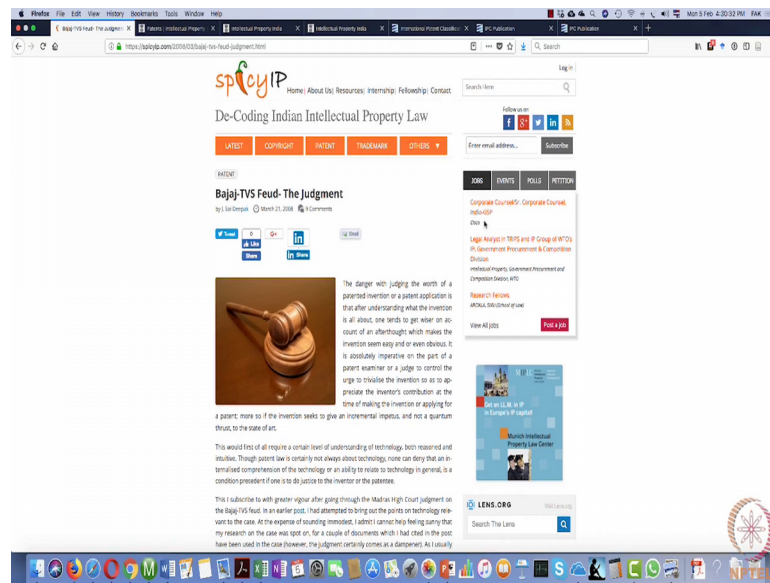 Firefox File Edit View History Bookmarks Tools Window Help
Mon 5 Feb 4:30:32 PM FAK
Bajaj-TVS Feud- The Judgment
Patents | Intellectual Property
Intellectual Property India
Intellectual Property India
International Patent Classificat
IPC Publication
IPC Publication
https://spicyip.com/2008/03/bajaj-tvs-feud-judgment.html
Search
Log in
spicyIP
Home| About Us| Resources| Internship| Fellowship| Contact
Search Here
De-Coding Indian Intellectual Property Law
Follow us on
LATEST COPYRIGHT PATENT TRADEMARK OTHERS
Enter email address...
Subscribe
PATENT
JOBS EVENTS POLLS PETITION
Bajaj-TVS Feud- The Judgment
by J. Sai Deepak March 21, 2008 9 Comments
Tweet
0
Like
Share
G+
in
Share
Email
Corporate Counsel/Sr. Corporate Counsel,
India-GSP
Cisco
Legal Analyst in TRIPS and IP Group of WTO's
IP, Government Procurement & Competition
Division
Intellectual Property, Government Procurement and
Competition Division, WTO
Research Fellows
View All Jobs
Post a Job
The danger with judging the worth of a
patented invention or a patent application is
that after understanding what the invention
is all about, one tends to get wiser on ac-
count of an afterthought which makes the
invention seem easy and or even obvious. It
is absolutely imperative on the part of a
patent examiner or a judge to control the
urge to trivialise the invention so as to ap-
preciate the inventor's contribution at the
time of making the invention or applying for
a patent; more so if the invention seeks to give an incremental impetus, and not a quantum
thrust, to the state of art.
This would first of all require a certain level of understanding of technology, both reasoned and
intuitive. Though patent law is certainly not always about technology, none can deny that an in-
ternalised comprehension of the technology or an ability to relate to technology in general, is a
condition precedent if one is to do justice to the inventor or the patentee.
This I subscribe to with greater vigour after going through the Madras High Court judgment on
the Bajaj-TVS feud. In an earlier post, I had attempted to bring out the points on technology rele-
vant to the case. At the expense of sounding immodest, I admit I cannot help feeling sunny that
my research on the case was spot on, for a couple of documents which I had cited in the post
have been used in the case (however, the judgment certainly comes as a dampener). As I usually
Get an LL.M. in IP
in Europe's IP capital!
Munich Intellectual
Property Law Center
LENS.ORG
Visit Lens.org
Search The Lens
NPTEL